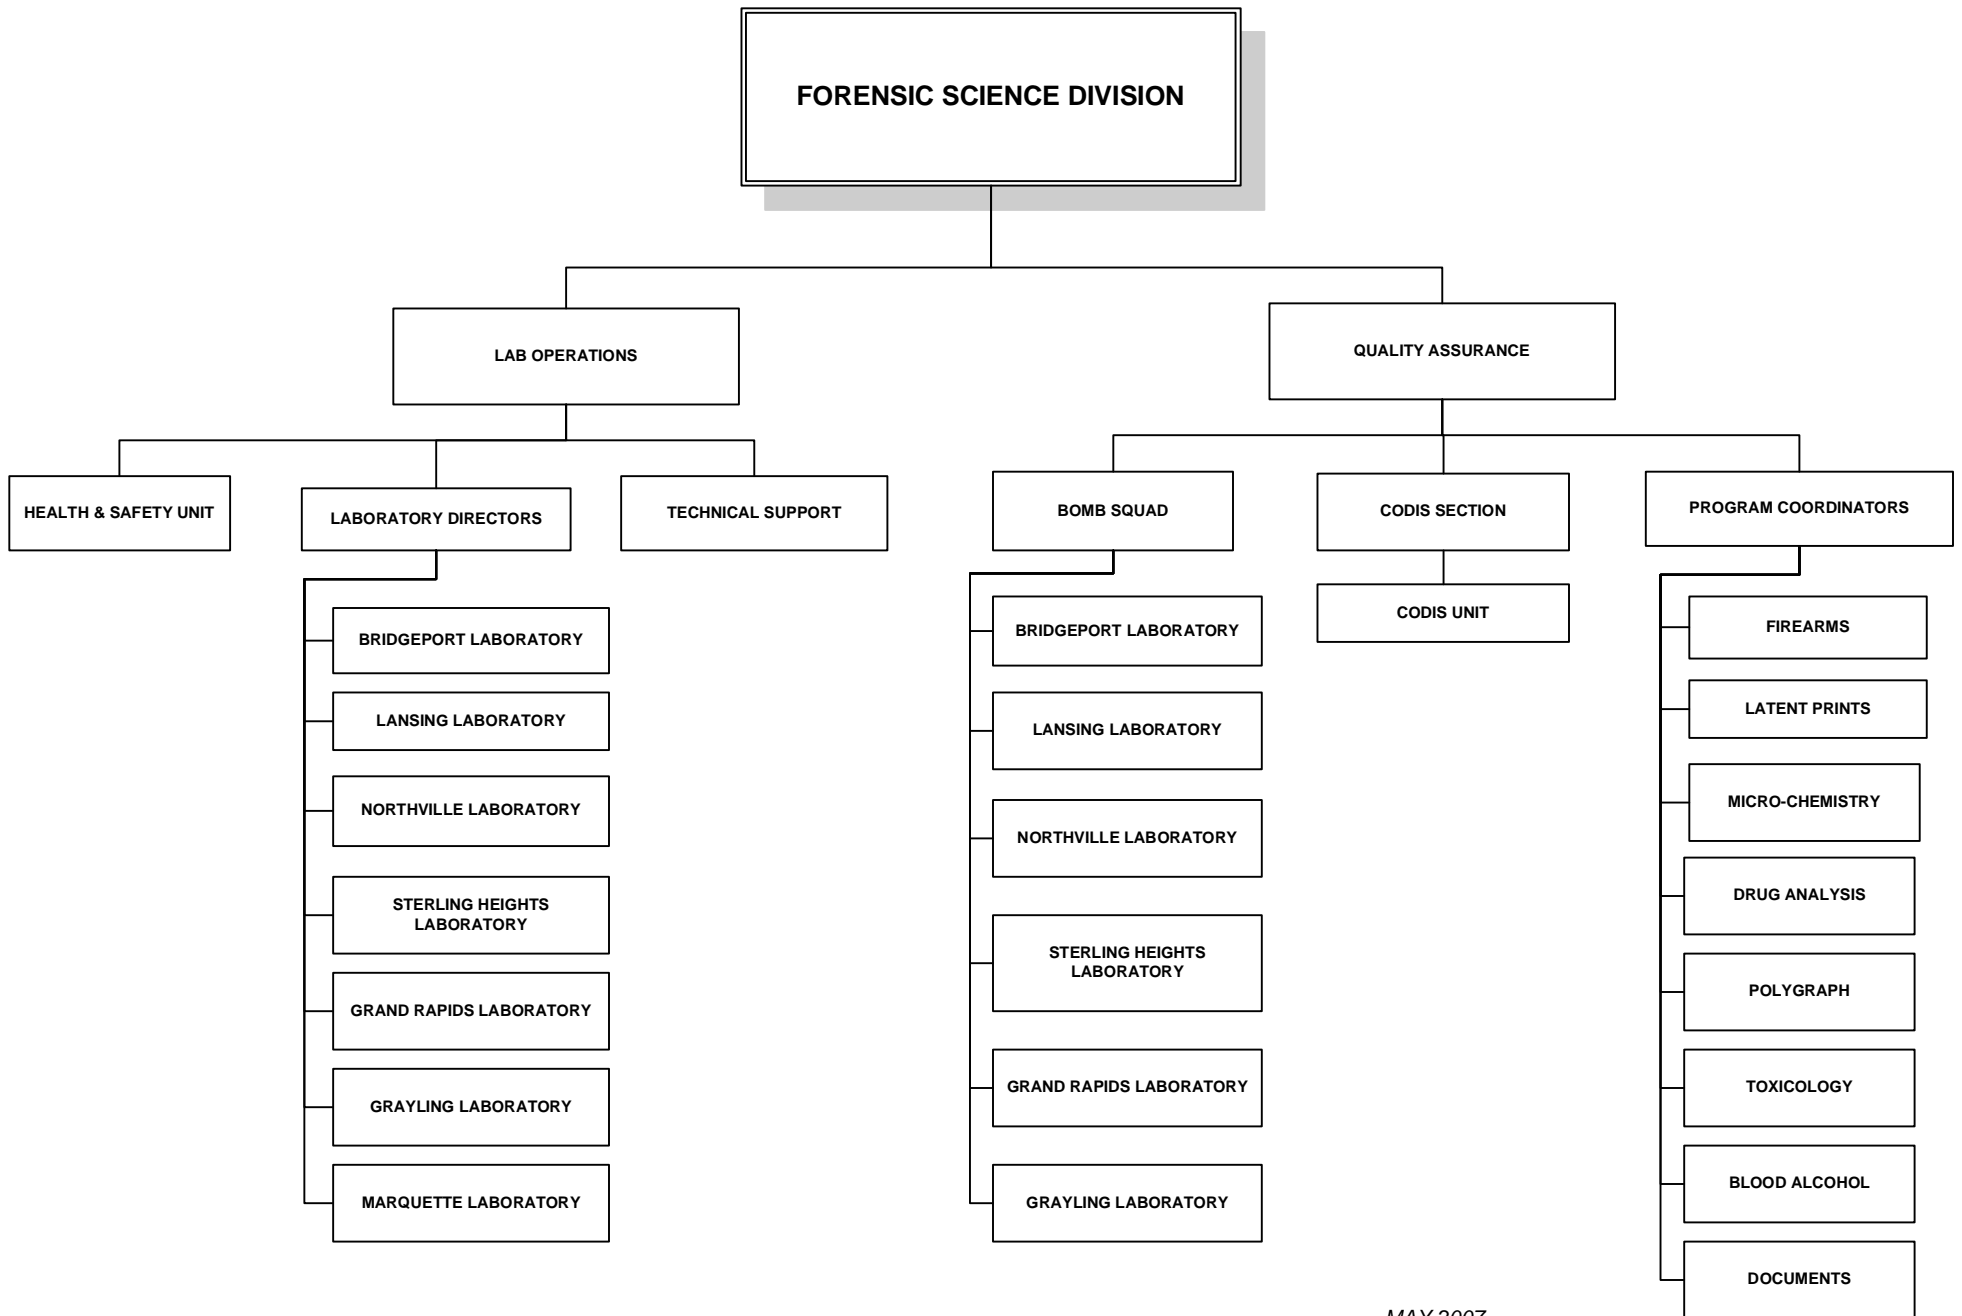 FORENSIC SCIENCE DIVISION
LAB OPERATIONS
QUALITY ASSURANCE
HEALTH & SAFETY UNIT
LABORATORY DIRECTORS
TECHNICAL SUPPORT
BOMB SQUAD
CODIS SECTION
PROGRAM COORDINATORS
BRIDGEPORT LABORATORY
LANSING LABORATORY
NORTHVILLE LABORATORY
STERLING HEIGHTS
LABORATORY
GRAND RAPIDS LABORATORY
GRAYLING LABORATORY
MARQUETTE LABORATORY
BRIDGEPORT LABORATORY
LANSING LABORATORY
NORTHVILLE LABORATORY
STERLING HEIGHTS
LABORATORY
GRAND RAPIDS LABORATORY
GRAYLING LABORATORY
CODIS UNIT
FIREARMS
LATENT PRINTS
MICRO-CHEMISTRY
DRUG ANALYSIS
POLYGRAPH
TOXICOLOGY
BLOOD ALCOHOL
DOCUMENTS
MAY 2007